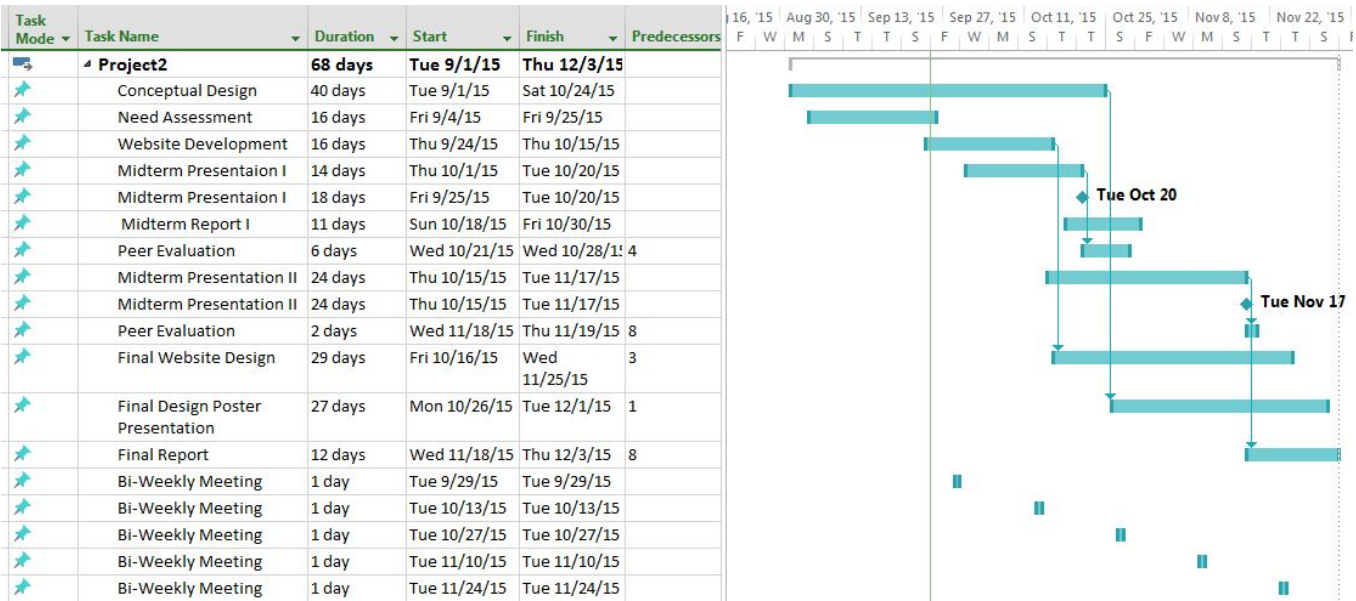 Task Mode Task Name Duration Start Finish Predecessors
16, '15 Aug 30, '15 Sep 13, '15 Sep 27, '15 Oct 11, '15 Oct 25, '15 Nov 8, '15 Nov 22, '15
F W M S T T S F W M S T T S F W M S T T S F
Project2 68 days Tue 9/1/15 Thu 12/3/15
Conceptual Design 40 days Tue 9/1/15 Sat 10/24/15
Need Assessment 16 days Fri 9/4/15 Fri 9/25/15
Website Development 16 days Thu 9/24/15 Thu 10/15/15
Midterm Presentaion I 14 days Thu 10/1/15 Tue 10/20/15
Midterm Presentaion I 18 days Fri 9/25/15 Tue 10/20/15 Tue Oct 20
Midterm Report I 11 days Sun 10/18/15 Fri 10/30/15
Peer Evaluation 6 days Wed 10/21/15 Wed 10/28/1! 4
Midterm Presentation II 24 days Thu 10/15/15 Tue 11/17/15
Midterm Presentation II 24 days Thu 10/15/15 Tue 11/17/15 Tue Nov 17
Peer Evaluation 2 days Wed 11/18/15 Thu 11/19/15 8
Final Website Design 29 days Fri 10/16/15 Wed 11/25/15 3
Final Design Poster Presentation 27 days Mon 10/26/15 Tue 12/1/15 1
Final Report 12 days Wed 11/18/15 Thu 12/3/15 8
Bi-Weekly Meeting 1 day Tue 9/29/15 Tue 9/29/15
Bi-Weekly Meeting 1 day Tue 10/13/15 Tue 10/13/15
Bi-Weekly Meeting 1 day Tue 10/27/15 Tue 10/27/15
Bi-Weekly Meeting 1 day Tue 11/10/15 Tue 11/10/15
Bi-Weekly Meeting 1 day Tue 11/24/15 Tue 11/24/15